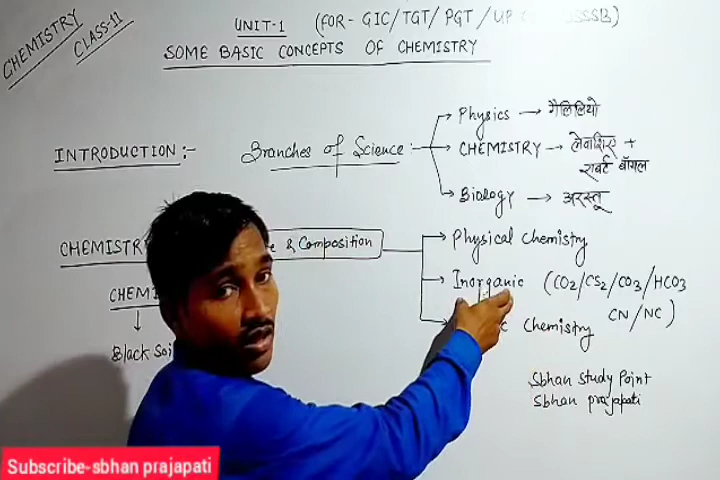 CHEMISTRY
CLASS-11
UNIT-1 (FOR- GIC/TGT/ PGT /UP
SOME BASIC CONCEPTS OF CHEMISTRY
INTRODUCTION :- Branches of Science :-
Physics → गैलिलियो
CHEMISTRY → लेवाशिए +
राबर्ट बॉयल
Biology → अरस्तू
CHEMISTRY & Composition
Physical Chemistry
Inorganic (CO2/CS2/CO3/HCO3
CN/NC)
Chemistry
CHEMI
↓
Black Soi
Sbhan Study Point
Sbhan prajapati
Subscribe-sbhan prajapati